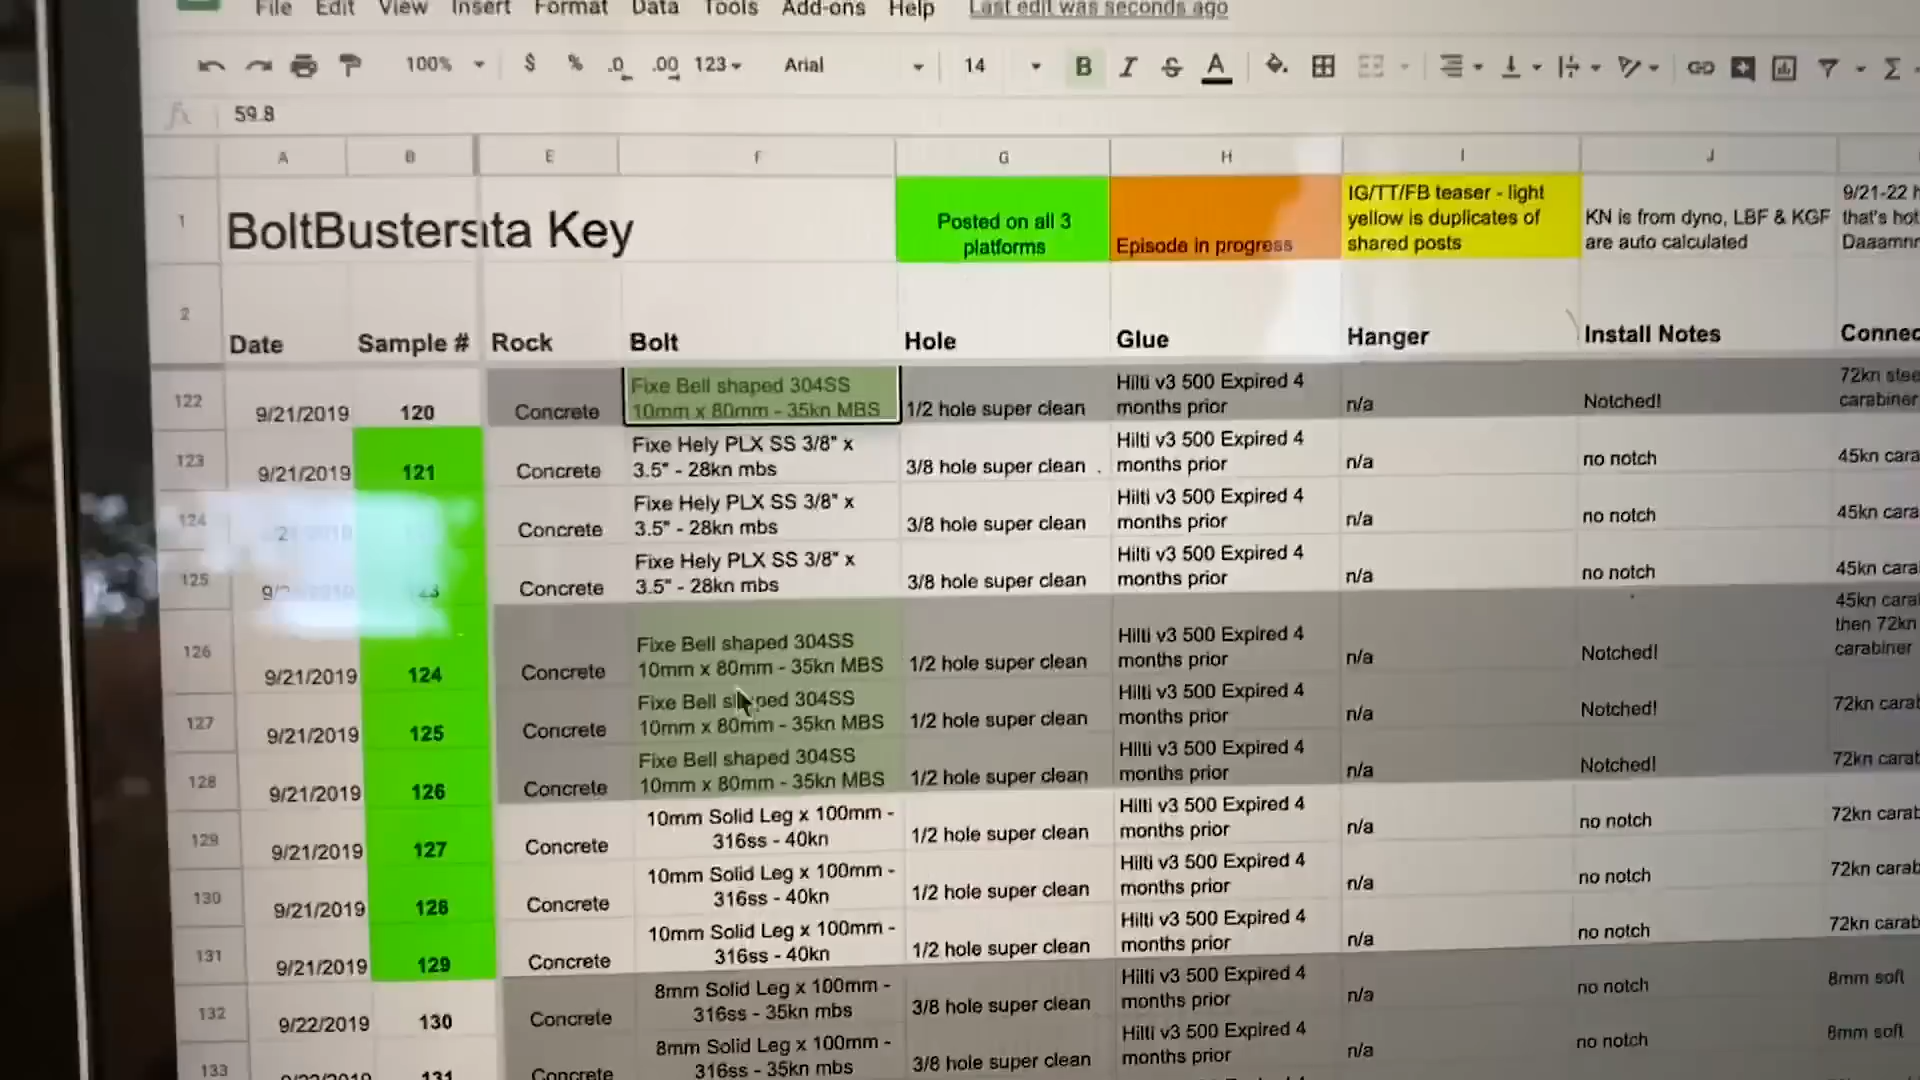 File Edit View Insert Format Data Tools Add-ons Help Last edit was seconds ago
100% $ % .0 .00 123 Arial 14 B I S A
fx 59.8
A B E F G H I J
1 BoltBusters ta Key
Posted on all 3
platforms
Episode in progress
IG/TT/FB teaser - light
yellow is duplicates of
shared posts
KN is from dyno, LBF & KGF
are auto calculated
9/21-22
that's hot
2 Date Sample # Rock Bolt Hole Glue Hanger Install Notes
122 9/21/2019 120 Concrete
Fixe Bell shaped 304SS
10mm x 80mm - 35kn MBS
1/2 hole super clean
Hilti v3 500 Expired 4
months prior
n/a Notched!
72kn
carabiner
123 9/21/2019 121 Concrete
Fixe Hely PLX SS 3/8" x
3.5" - 28kn mbs
3/8 hole super clean .
Hilti v3 500 Expired 4
months prior
n/a no notch 45kn
124 Concrete
Fixe Hely PLX SS 3/8" x
3.5" - 28kn mbs
3/8 hole super clean
Hilti v3 500 Expired 4
months prior
n/a no notch 45kn
125 Concrete
Fixe Hely PLX SS 3/8" x
3.5" - 28kn mbs
3/8 hole super clean
Hilti v3 500 Expired 4
months prior
n/a no notch 45kn
126 9/21/2019 124 Concrete
Fixe Bell shaped 304SS
10mm x 80mm - 35kn MBS
1/2 hole super clean
Hilti v3 500 Expired 4
months prior
n/a Notched!
45kn
then 72kn
carabiner
127 9/21/2019 125 Concrete
Fixe Bell shaped 304SS
10mm x 80mm - 35kn MBS
1/2 hole super clean
Hilti v3 500 Expired 4
months prior
n/a Notched! 72kn
128 9/21/2019 126 Concrete
Fixe Bell shaped 304SS
10mm x 80mm - 35kn MBS
1/2 hole super clean
Hilti v3 500 Expired 4
months prior
n/a Notched! 72kn
129 9/21/2019 127 Concrete
10mm Solid Leg x 100mm -
316ss - 40kn
1/2 hole super clean
Hilti v3 500 Expired 4
months prior
n/a no notch 72kn
130 9/21/2019 128 Concrete
10mm Solid Leg x 100mm -
316ss - 40kn
1/2 hole super clean
Hilti v3 500 Expired 4
months prior
n/a no notch 72kn
131 9/21/2019 129 Concrete
10mm Solid Leg x 100mm -
316ss - 40kn
1/2 hole super clean
Hilti v3 500 Expired 4
months prior
n/a no notch 72kn
132 9/22/2019 130 Concrete
8mm Solid Leg x 100mm -
316ss - 35kn mbs
3/8 hole super clean
Hilti v3 500 Expired 4
months prior
n/a no notch 8mm soft
133 131 Concrete
8mm Solid Leg x 100mm -
316ss - 35kn mbs
3/8 hole super clean
Hilti v3 500 Expired 4
months prior
n/a no notch 8mm soft